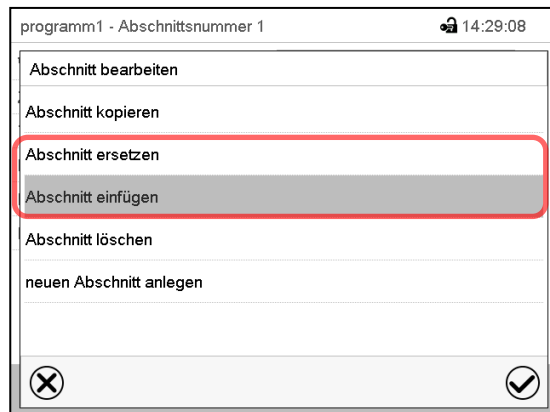 programm1 - Abschnittsnummer 1 14:29:08
Abschnitt bearbeiten
Abschnitt kopieren
Abschnitt ersetzen
Abschnitt einfügen
Abschnitt löschen
neuen Abschnitt anlegen